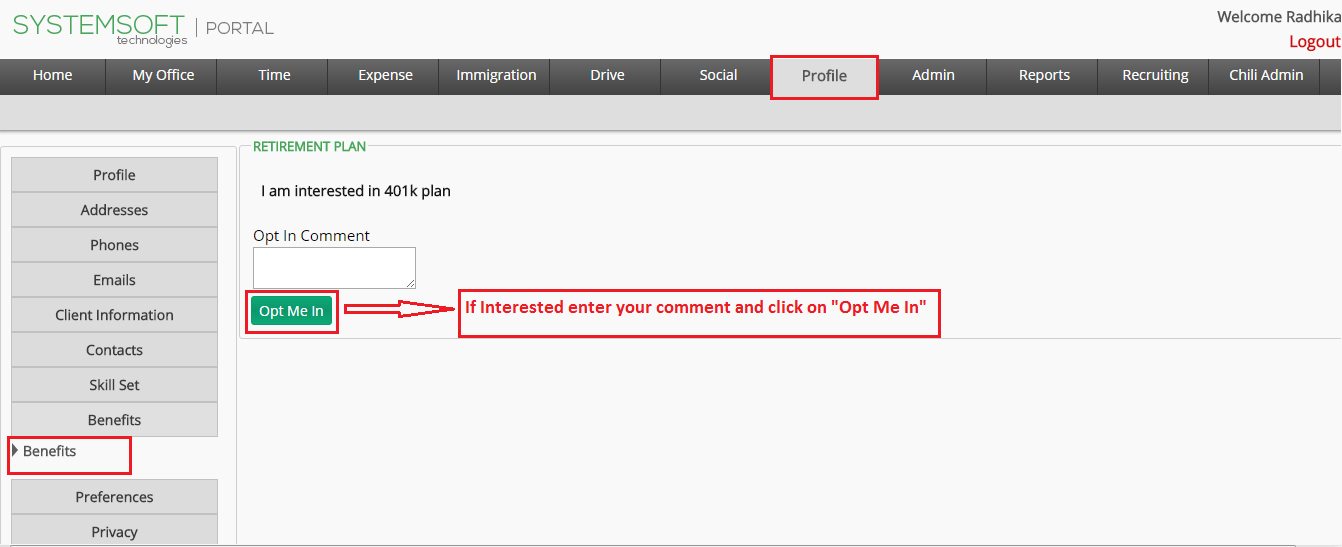 SYSTEMSOFT
technologies
PORTAL
Welcome Radhika
Logout
Home My Office Time Expense Immigration Drive Social Profile Admin Reports Recruiting Chili Admin
RETIREMENT PLAN
Profile
I am interested in 401k plan
Addresses
Opt In Comment
Phones
Emails
Opt Me In
If Interested enter your comment and click on "Opt Me In"
Client Information
Contacts
Skill Set
Benefits
Benefits
Preferences
Privacy